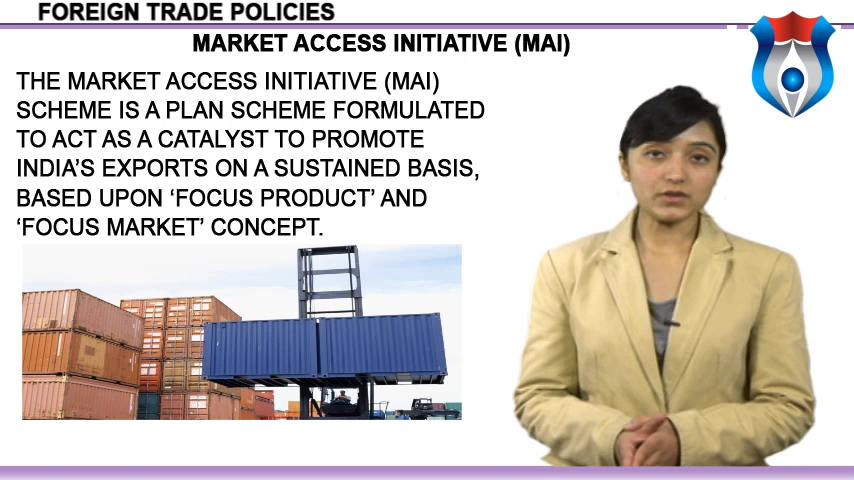 FOREIGN TRADE POLICIES
MARKET ACCESS INITIATIVE (MAI)
THE MARKET ACCESS INITIATIVE (MAI)
SCHEME IS A PLAN SCHEME FORMULATED
TO ACT AS A CATALYST TO PROMOTE
INDIA'S EXPORTS ON A SUSTAINED BASIS,
BASED UPON ‘FOCUS PRODUCT’ AND
‘FOCUS MARKET’ CONCEPT.